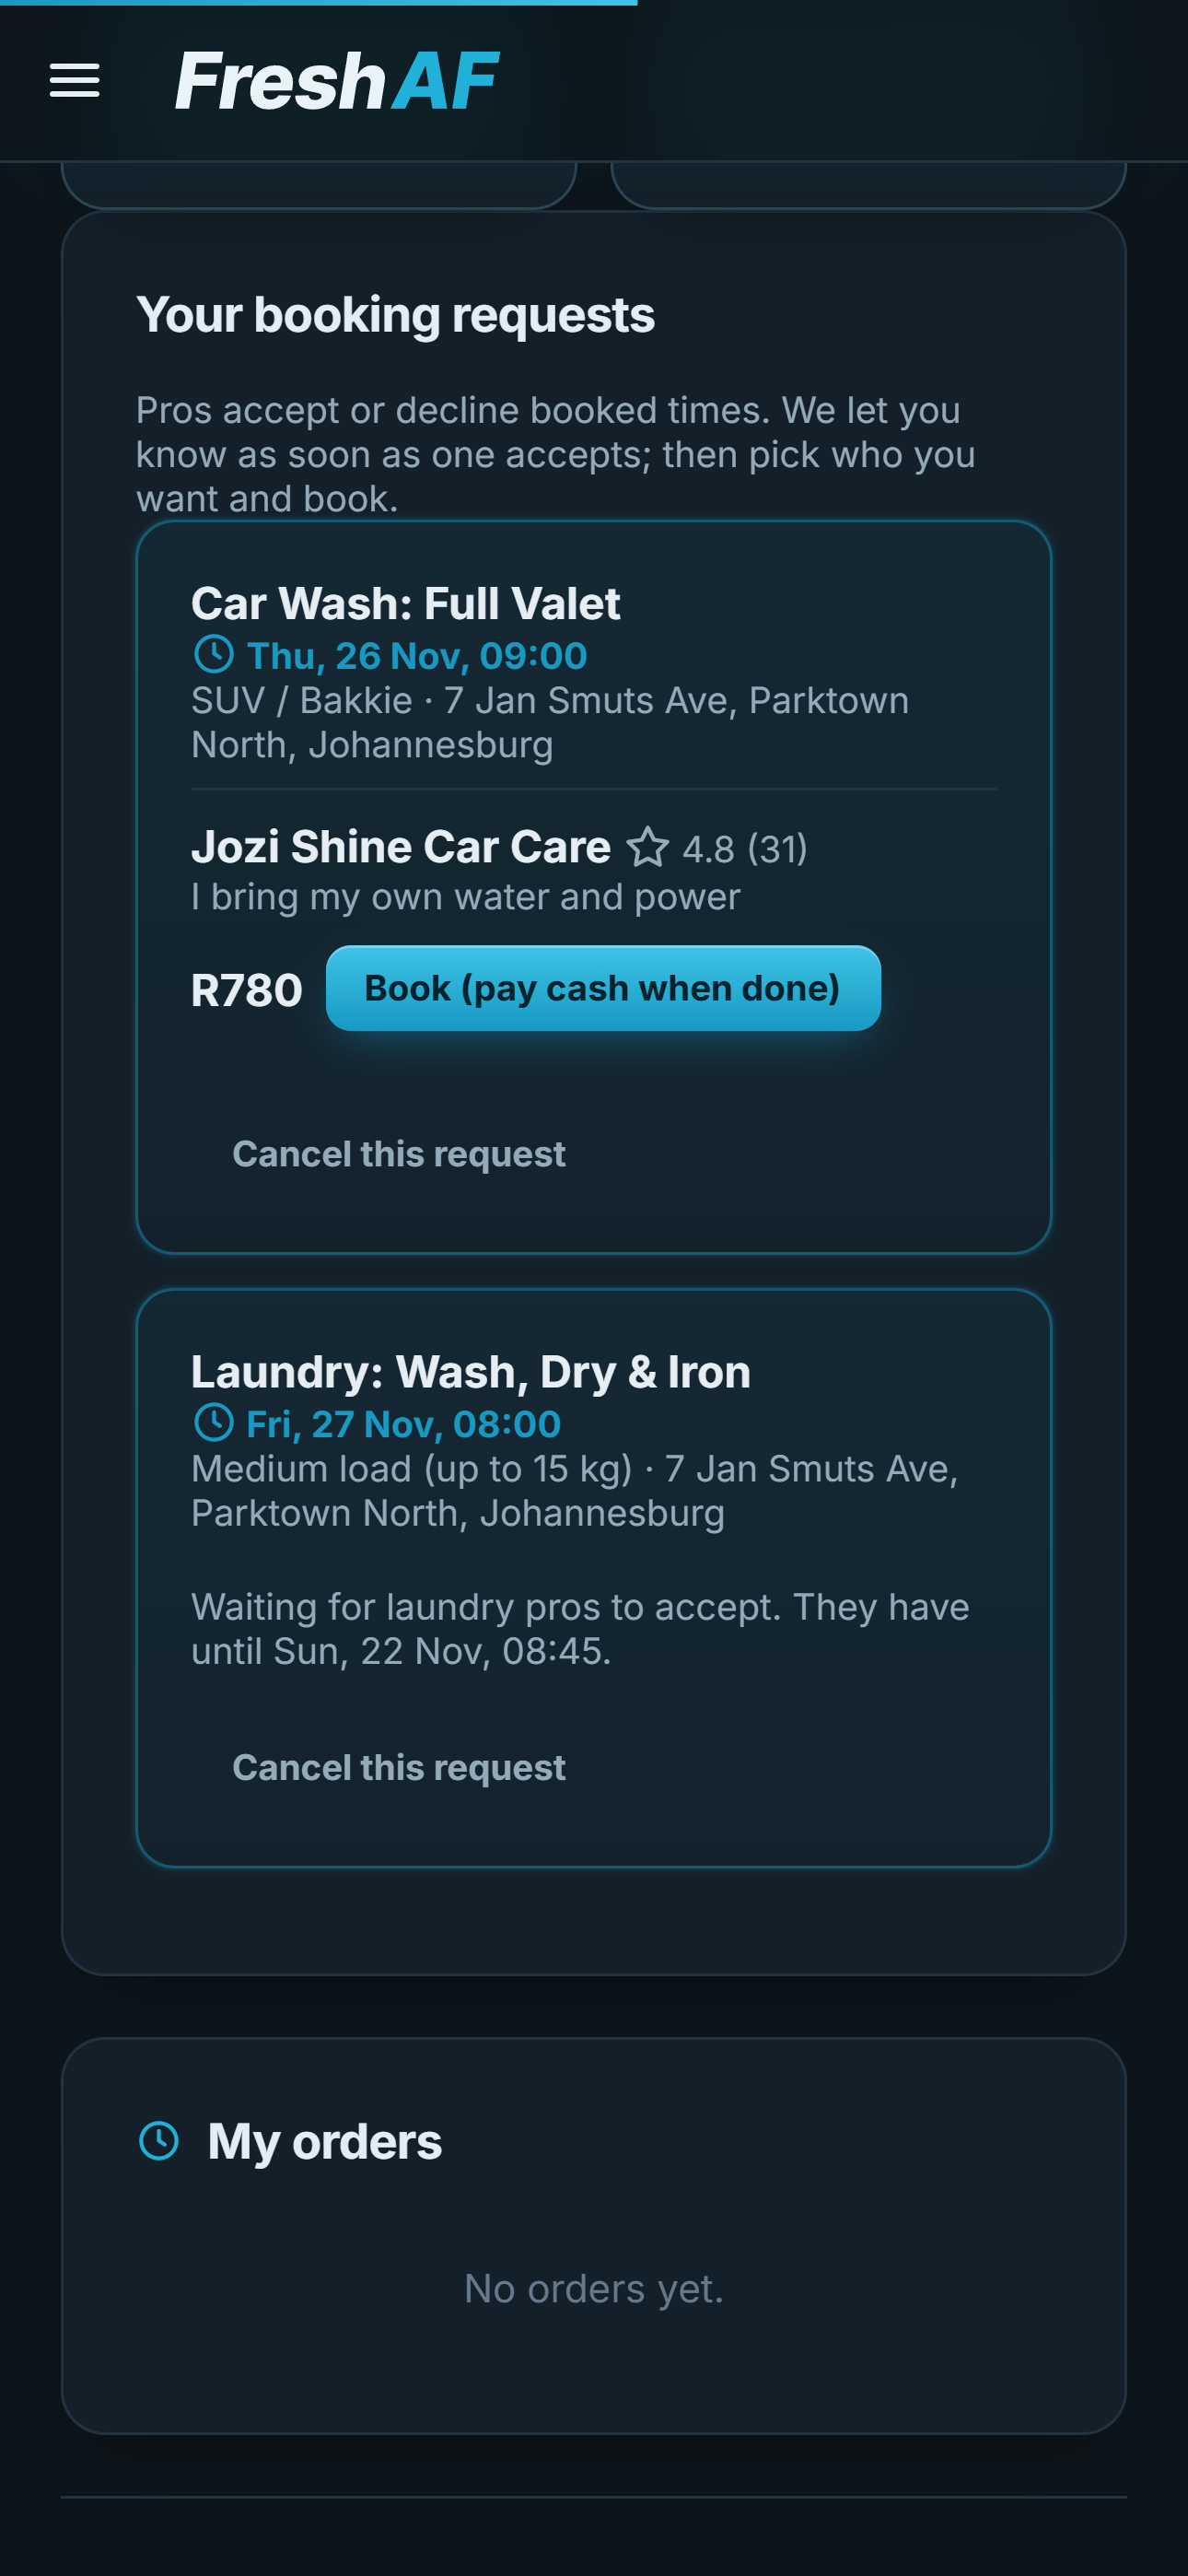 FreshAF
Your booking requests
Pros accept or decline booked times. We let you
know as soon as one accepts; then pick who you
want and book.
Car Wash: Full Valet
Thu, 26 Nov, 09:00
SUV / Bakkie · 7 Jan Smuts Ave, Parktown
North, Johannesburg
Jozi Shine Car Care 4.8 (31)
I bring my own water and power
R780 Book (pay cash when done)
Cancel this request
Laundry: Wash, Dry & Iron
Fri, 27 Nov, 08:00
Medium load (up to 15 kg) · 7 Jan Smuts Ave,
Parktown North, Johannesburg
Waiting for laundry pros to accept. They have
until Sun, 22 Nov, 08:45.
Cancel this request
My orders
No orders yet.